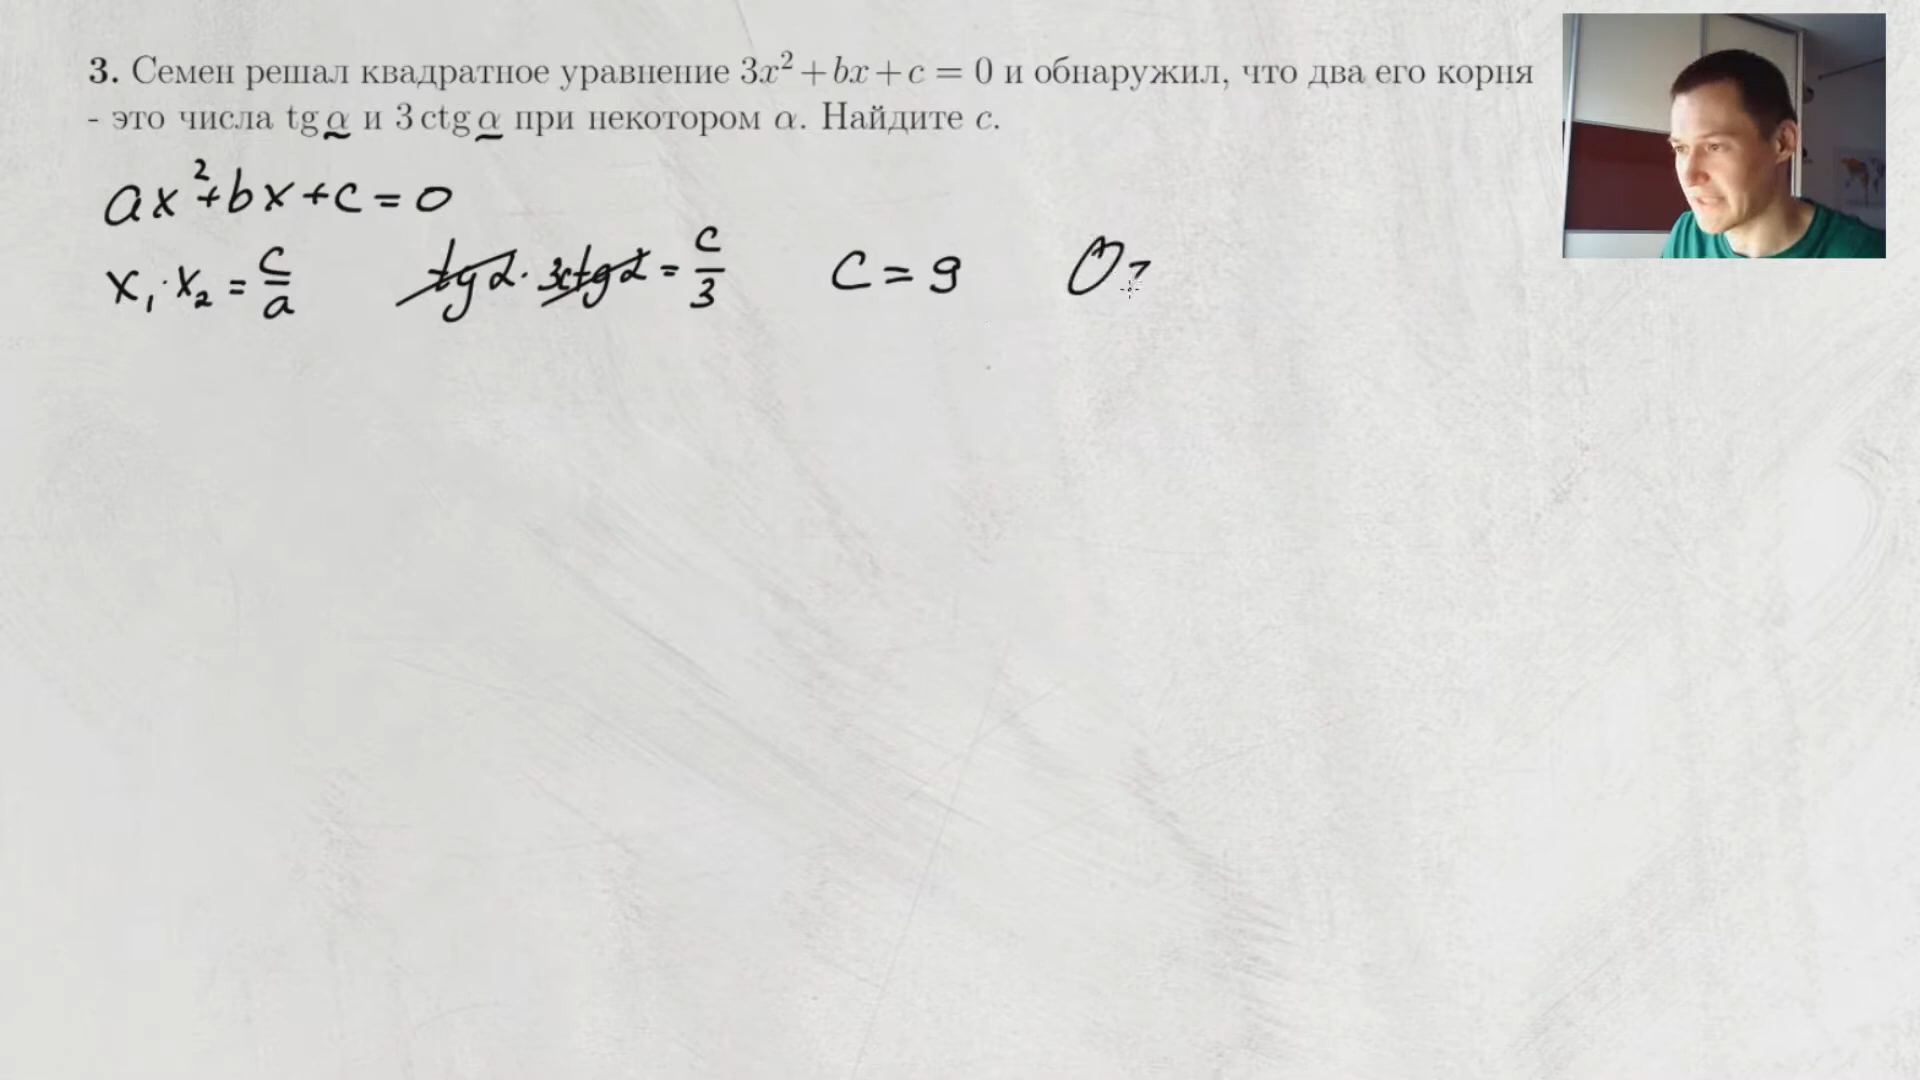 3. Семен решал квадратное уравнение 3x² + bx + c = 0 и обнаружил, что два его корня
- это числа tg α и 3 ctg α при некотором α. Найдите c.
ax² + bx + c = 0
x₁ · x₂ = c/a tg α · 3ctg α = c/3 C = 9 От